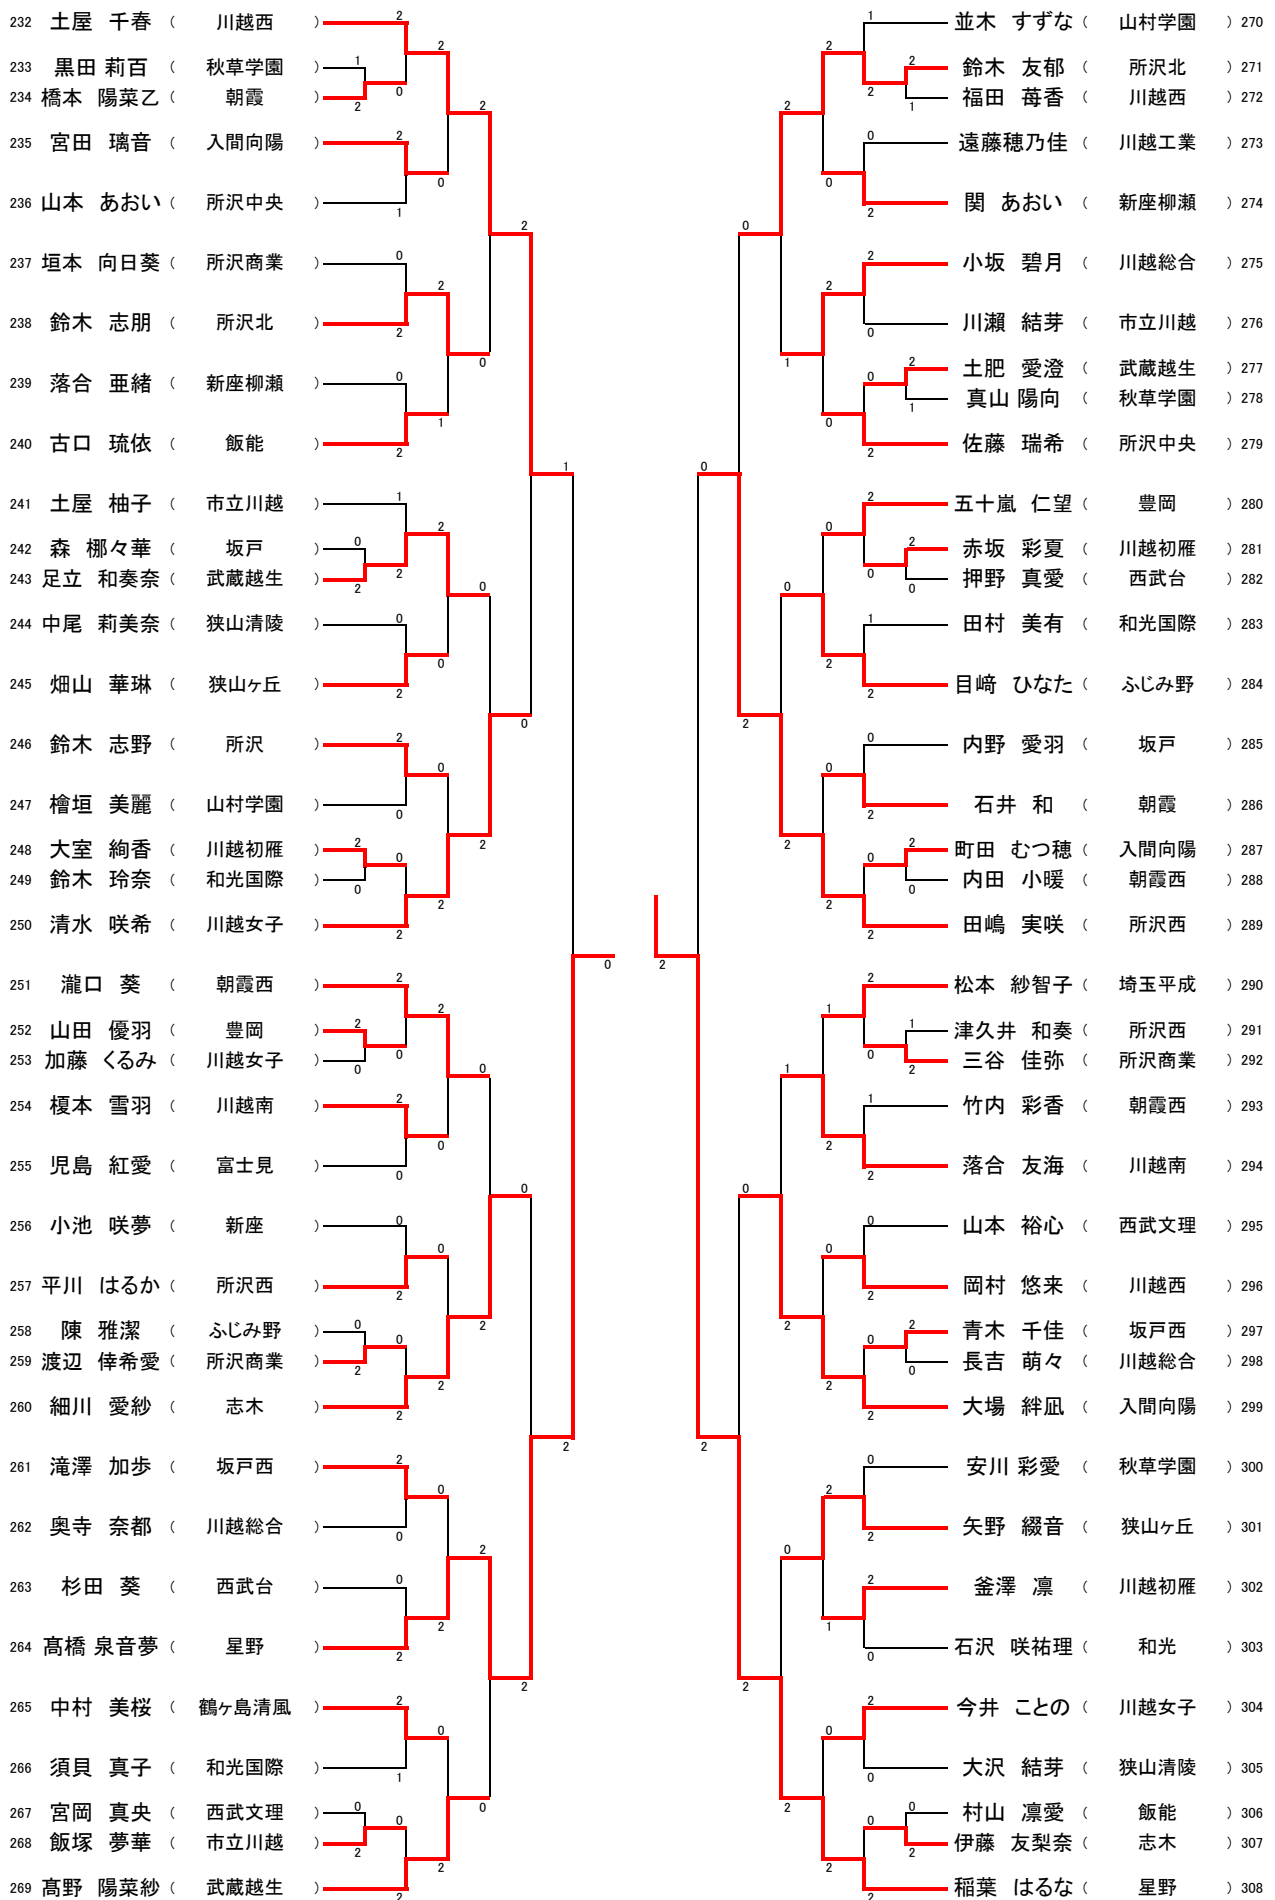 232 土屋 千春 ( 川越西 )
233 黒田 莉百 ( 秋草学園 )
234 橋本 陽菜乙 ( 朝霞 )
235 宮田 璃音 ( 入間向陽 )
236 山本 あおい ( 所沢中央 )
237 垣本 向日葵 ( 所沢商業 )
238 鈴木 志朋 ( 所沢北 )
239 落合 亜緒 ( 新座柳瀬 )
240 古口 琉依 ( 飯能 )
241 土屋 柚子 ( 市立川越 )
242 森 梛々華 ( 坂戸 )
243 足立 和奏奈 ( 武蔵越生 )
244 中尾 莉美奈 ( 狭山清陵 )
245 畑山 華琳 ( 狭山ヶ丘 )
246 鈴木 志野 ( 所沢 )
247 檜垣 美麗 ( 山村学園 )
248 大室 絢香 ( 川越初雁 )
249 鈴木 玲奈 ( 和光国際 )
250 清水 咲希 ( 川越女子 )
251 瀧口 葵 ( 朝霞西 )
252 山田 優羽 ( 豊岡 )
253 加藤 くるみ ( 川越女子 )
254 榎本 雪羽 ( 川越南 )
255 児島 紅愛 ( 富士見 )
256 小池 咲夢 ( 新座 )
257 平川 はるか ( 所沢西 )
258 陳 雅潔 ( ふじみ野 )
259 渡辺 倖希愛 ( 所沢商業 )
260 細川 愛紗 ( 志木 )
261 滝澤 加歩 ( 坂戸西 )
262 奥寺 奈都 ( 川越総合 )
263 杉田 葵 ( 西武台 )
264 髙橋 泉音夢 ( 星野 )
265 中村 美桜 ( 鶴ヶ島清風 )
266 須貝 真子 ( 和光国際 )
267 宮岡 真央 ( 西武文理 )
268 飯塚 夢華 ( 市立川越 )
269 髙野 陽菜紗 ( 武蔵越生 )
並木 すずな ( 山村学園 ) 270
鈴木 友郁 ( 所沢北 ) 271
福田 苺香 ( 川越西 ) 272
遠藤穂乃佳 ( 川越工業 ) 273
関 あおい ( 新座柳瀬 ) 274
小坂 碧月 ( 川越総合 ) 275
川瀬 結芽 ( 市立川越 ) 276
土肥 愛澄 ( 武蔵越生 ) 277
真山 陽向 ( 秋草学園 ) 278
佐藤 瑞希 ( 所沢中央 ) 279
五十嵐 仁望 ( 豊岡 ) 280
赤坂 彩夏 ( 川越初雁 ) 281
押野 真愛 ( 西武台 ) 282
田村 美有 ( 和光国際 ) 283
目﨑 ひなた ( ふじみ野 ) 284
内野 愛羽 ( 坂戸 ) 285
石井 和 ( 朝霞 ) 286
町田 むつ穂 ( 入間向陽 ) 287
内田 小暖 ( 朝霞西 ) 288
田嶋 実咲 ( 所沢西 ) 289
松本 紗智子 ( 埼玉平成 ) 290
津久井 和奏 ( 所沢西 ) 291
三谷 佳弥 ( 所沢商業 ) 292
竹内 彩香 ( 朝霞西 ) 293
落合 友海 ( 川越南 ) 294
山本 裕心 ( 西武文理 ) 295
岡村 悠来 ( 川越西 ) 296
青木 千佳 ( 坂戸西 ) 297
長吉 萌々 ( 川越総合 ) 298
大場 絆凪 ( 入間向陽 ) 299
安川 彩愛 ( 秋草学園 ) 300
矢野 綴音 ( 狭山ヶ丘 ) 301
釜澤 凛 ( 川越初雁 ) 302
石沢 咲祐理 ( 和光 ) 303
今井 ことの ( 川越女子 ) 304
大沢 結芽 ( 狭山清陵 ) 305
村山 凛愛 ( 飯能 ) 306
伊藤 友梨奈 ( 志木 ) 307
稲葉 はるな ( 星野 ) 308